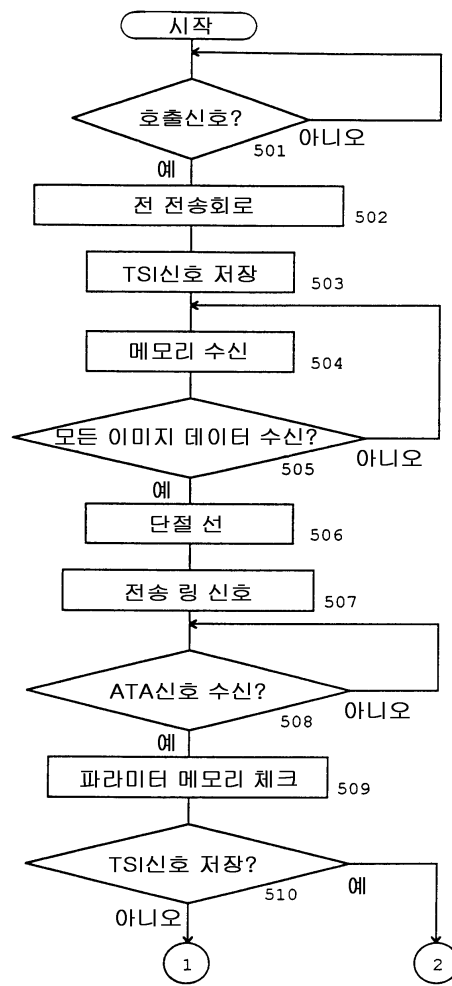 시작
호출신호?
아니오
501
예
전 전송회로
502
TSI신호 저장
503
메모리 수신
504
모든 이미지 데이터 수신?
505
아니오
예
단절 선
506
전송 링 신호
507
ATA신호 수신?
508
아니오
예
파라미터 메모리 체크
509
TSI신호 저장?
510
예
아니오
1
2